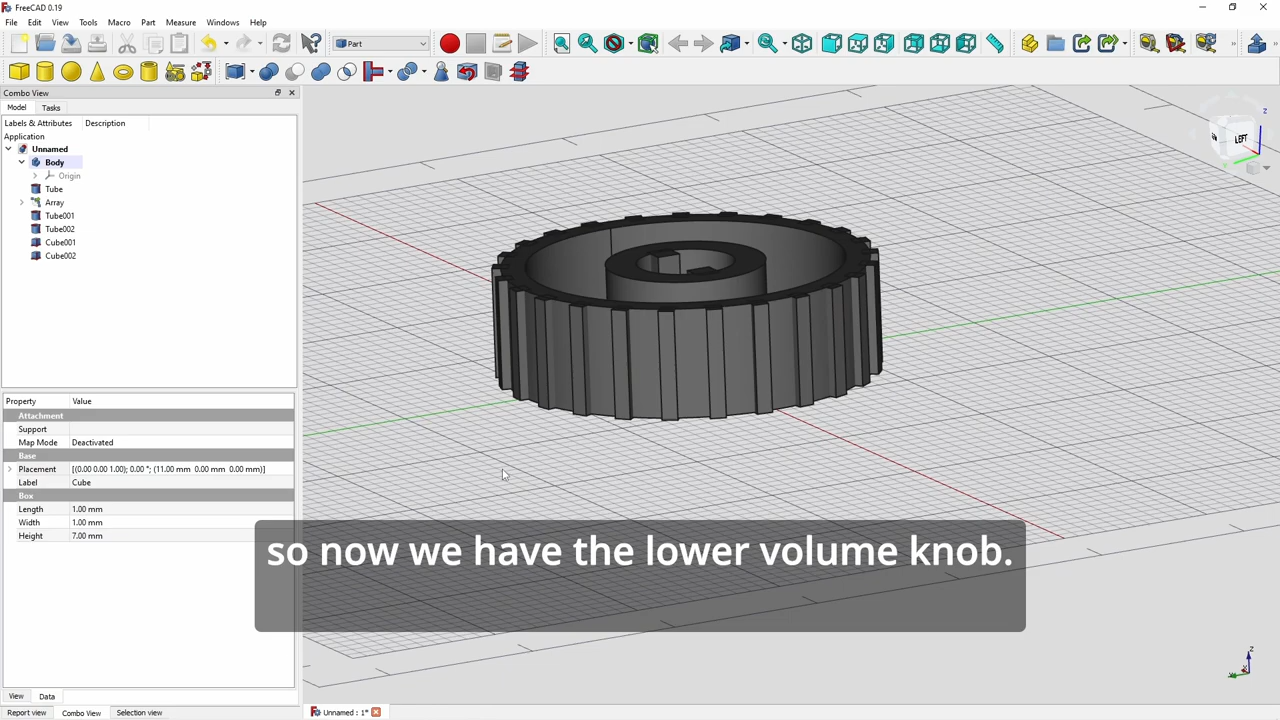 FreeCAD 0.19
File Edit View Tools Macro Part Measure Windows Help
Part
Combo View
Model Tasks
Labels & Attributes Description
Application
Unnamed
Body
Origin
Tube
Array
Tube001
Tube002
Cube001
Cube002
LEFT
Z
Property Value
Attachment
Support
Map Mode Deactivated
Base
Placement [(0.00 0.00 1.00); 0.00 °; (11.00 mm 0.00 mm 0.00 mm)]
Label Cube
Box
Length 1.00 mm
Width 1.00 mm
Height 7.00 mm
so now we have the lower volume knob.
View Data
Report view Combo View Selection view
Unnamed : 1*